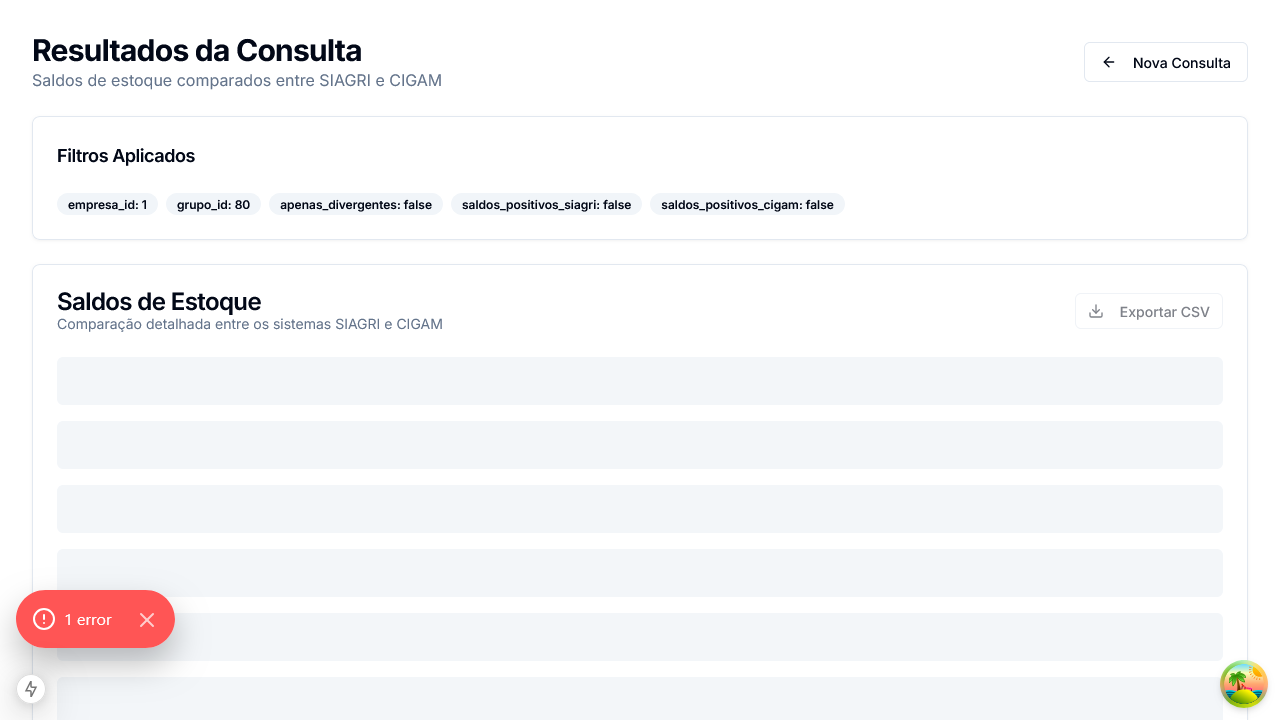 Resultados da Consulta
Saldos de estoque comparados entre SIAGRI e CIGAM
Nova Consulta
Filtros Aplicados
empresa_id: 1
grupo_id: 80
apenas_divergentes: false
saldos_positivos_siagri: false
saldos_positivos_cigam: false
Saldos de Estoque
Comparação detalhada entre os sistemas SIAGRI e CIGAM
Exportar CSV
1 error